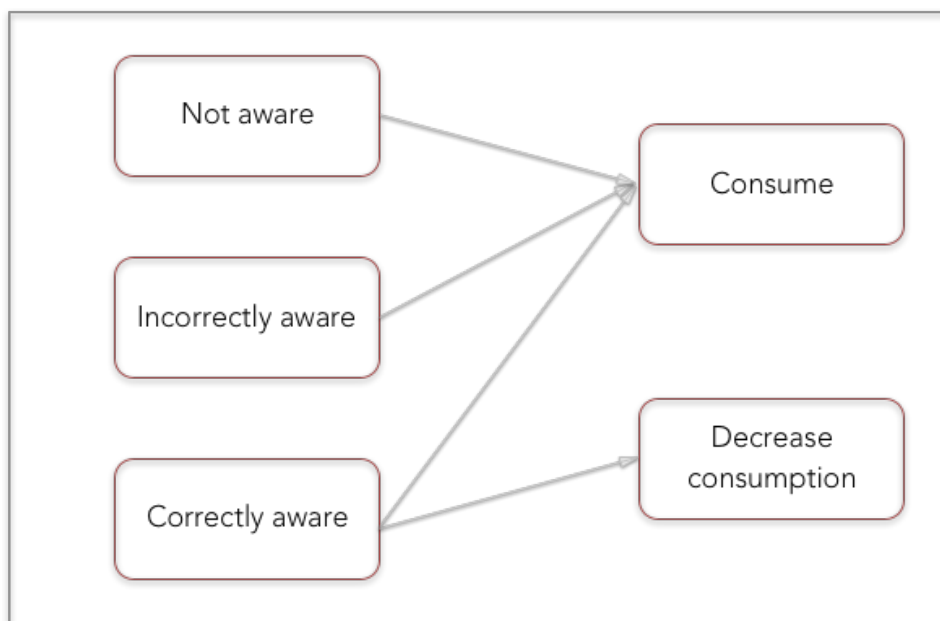 Not aware
Consume
Incorrectly aware
Decrease
consumption
Correctly aware